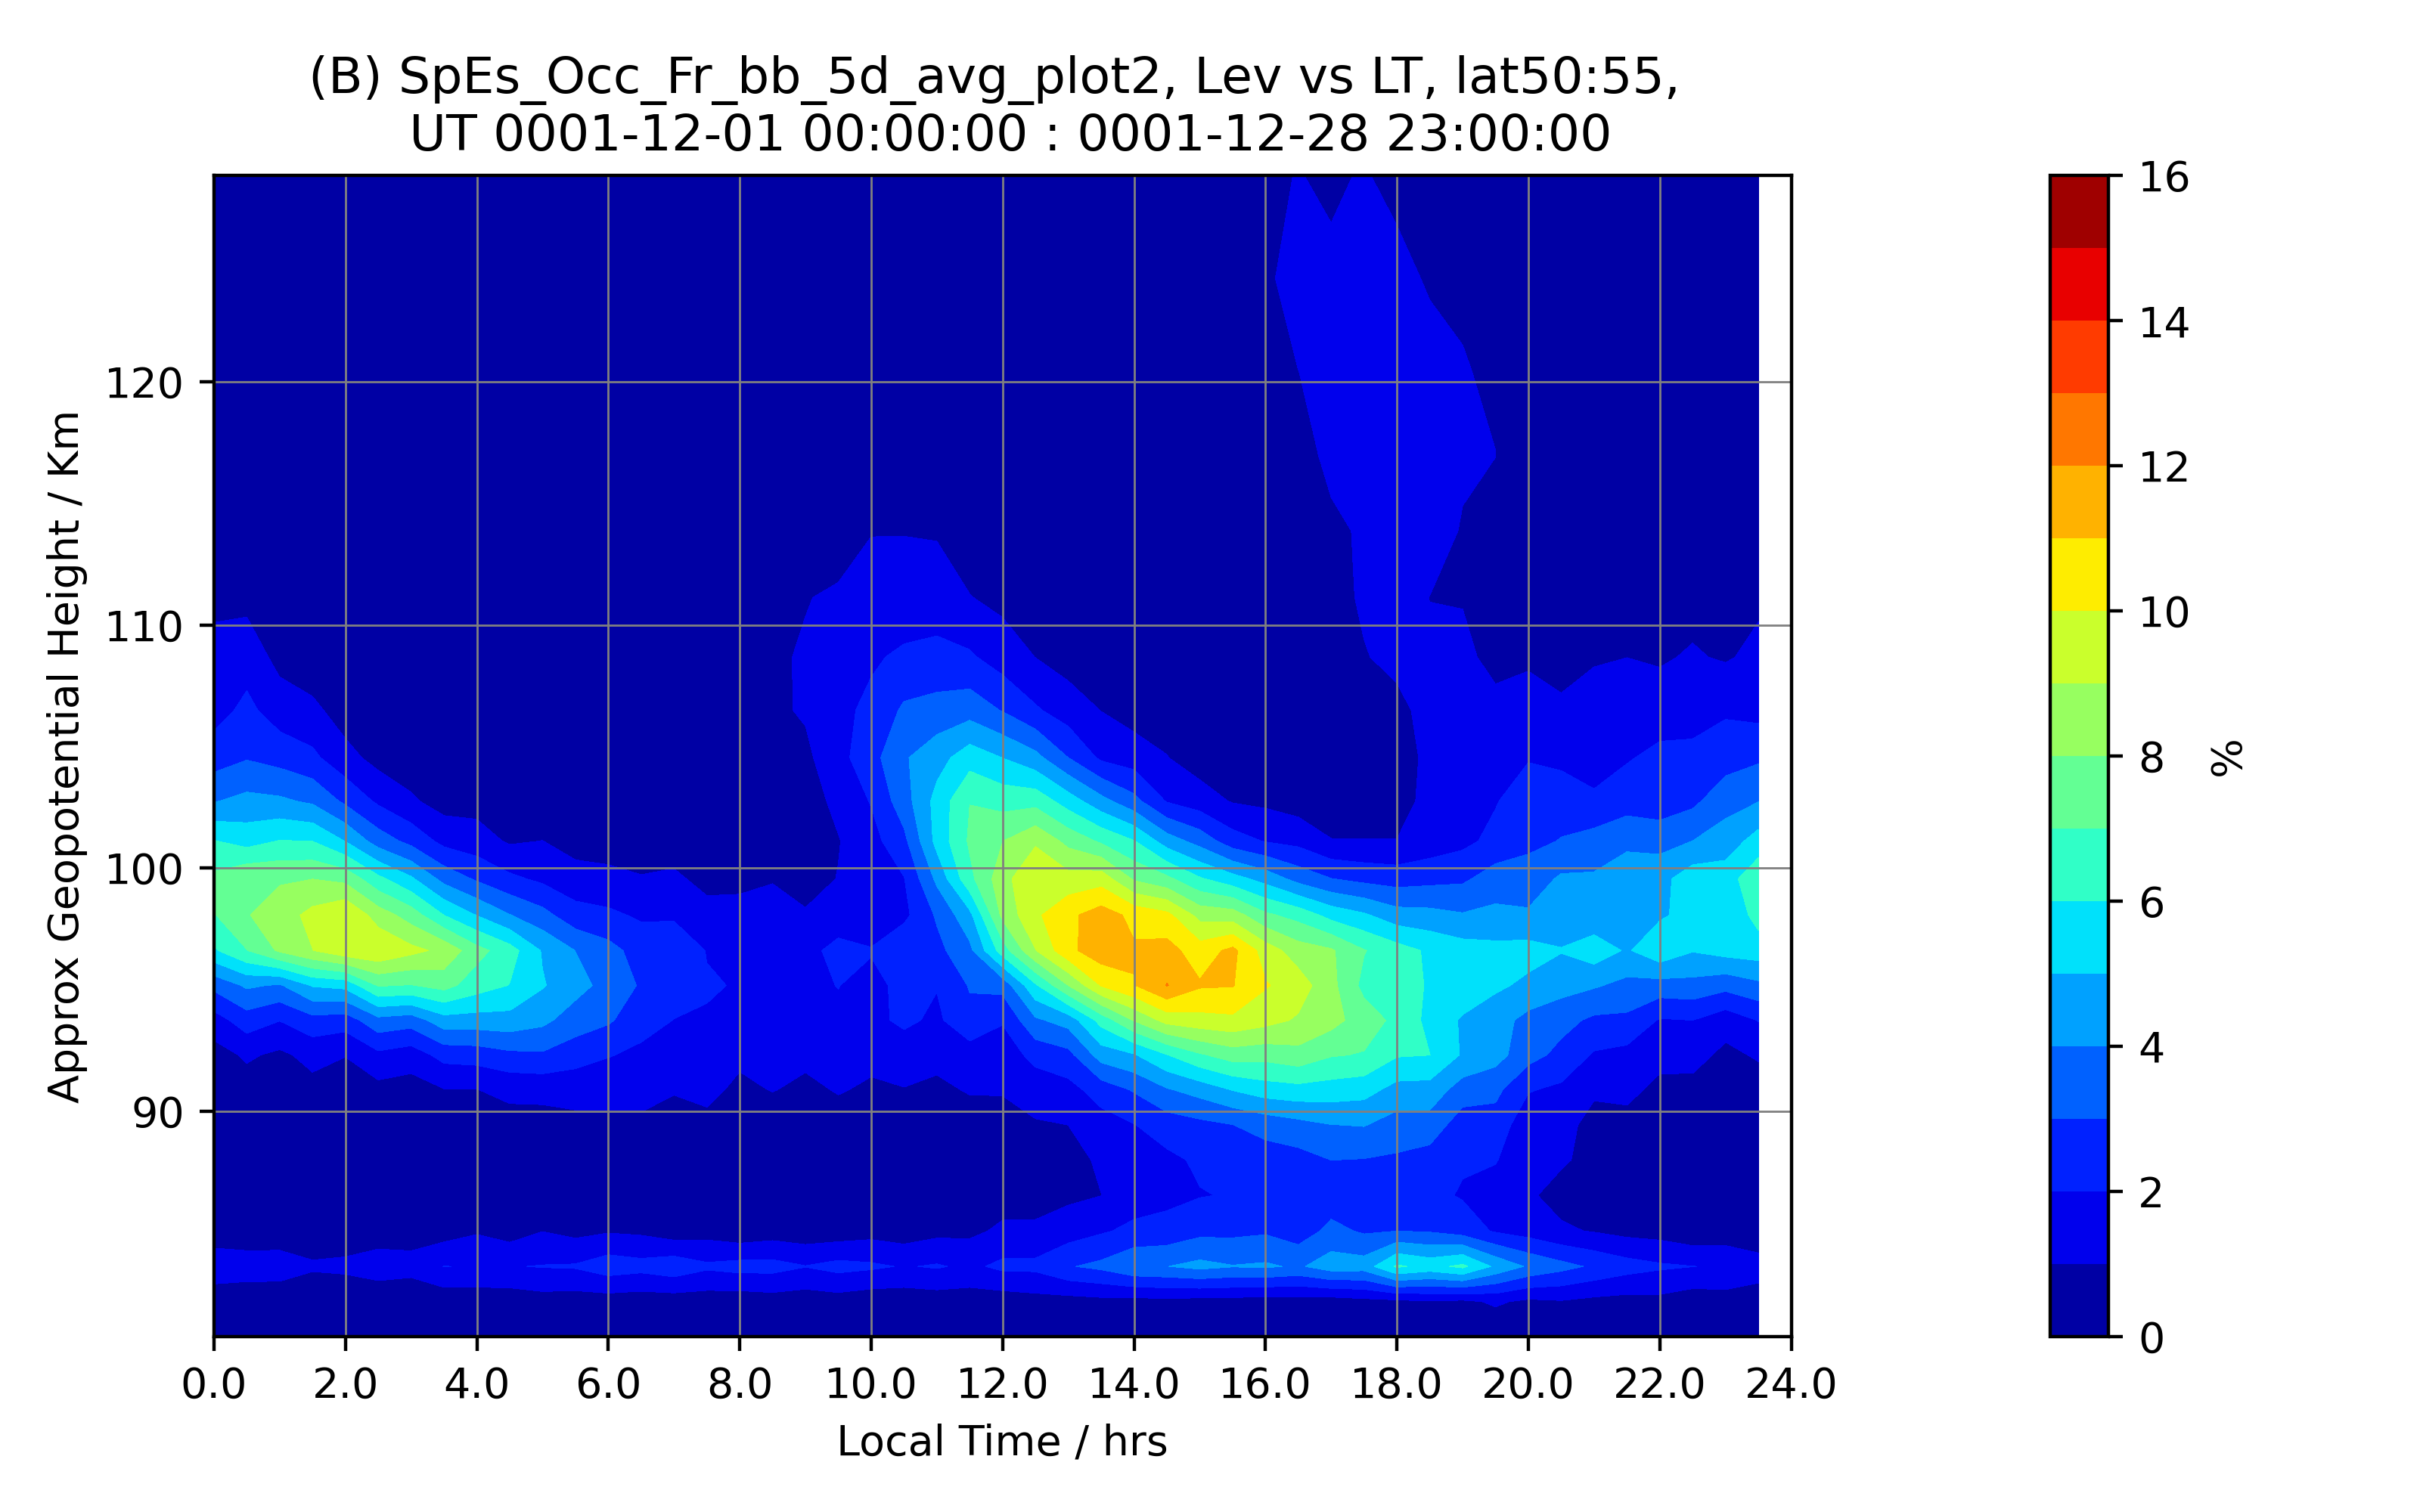 (B) SpEs_Occ_Fr_bb_5d_avg_plot2, Lev vs LT, lat50:55,
UT 0001-12-01 00:00:00 : 0001-12-28 23:00:00
Approx Geopotential Height / Km
120
110
100
90
0.0 2.0 4.0 6.0 8.0 10.0 12.0 14.0 16.0 18.0 20.0 22.0 24.0
Local Time / hrs
16
14
12
10
8
6
4
2
0
%